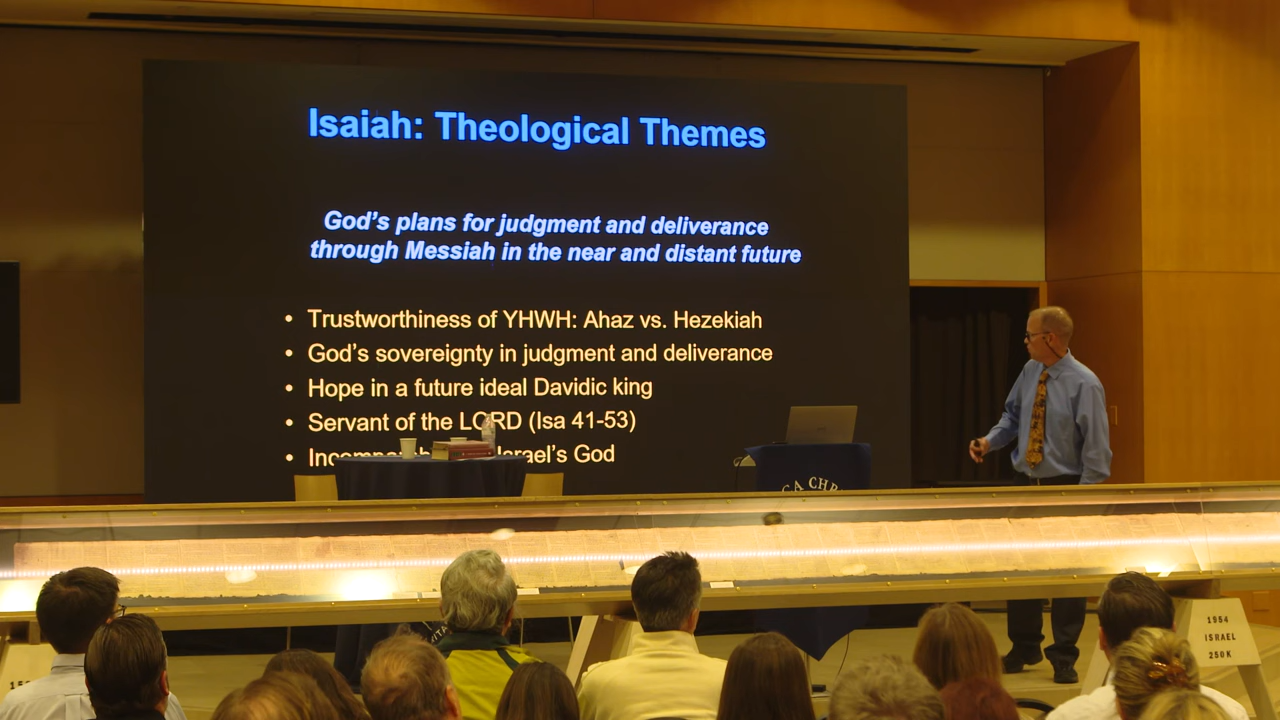 Isaiah: Theological Themes
God's plans for judgment and deliverance
through Messiah in the near and distant future
• Trustworthiness of YHWH: Ahaz vs. Hezekiah
• God's sovereignty in judgment and deliverance
• Hope in a future ideal Davidic king
• Servant of the LORD (Isa 41-53)
• Israel's God
1954
ISRAEL
250K